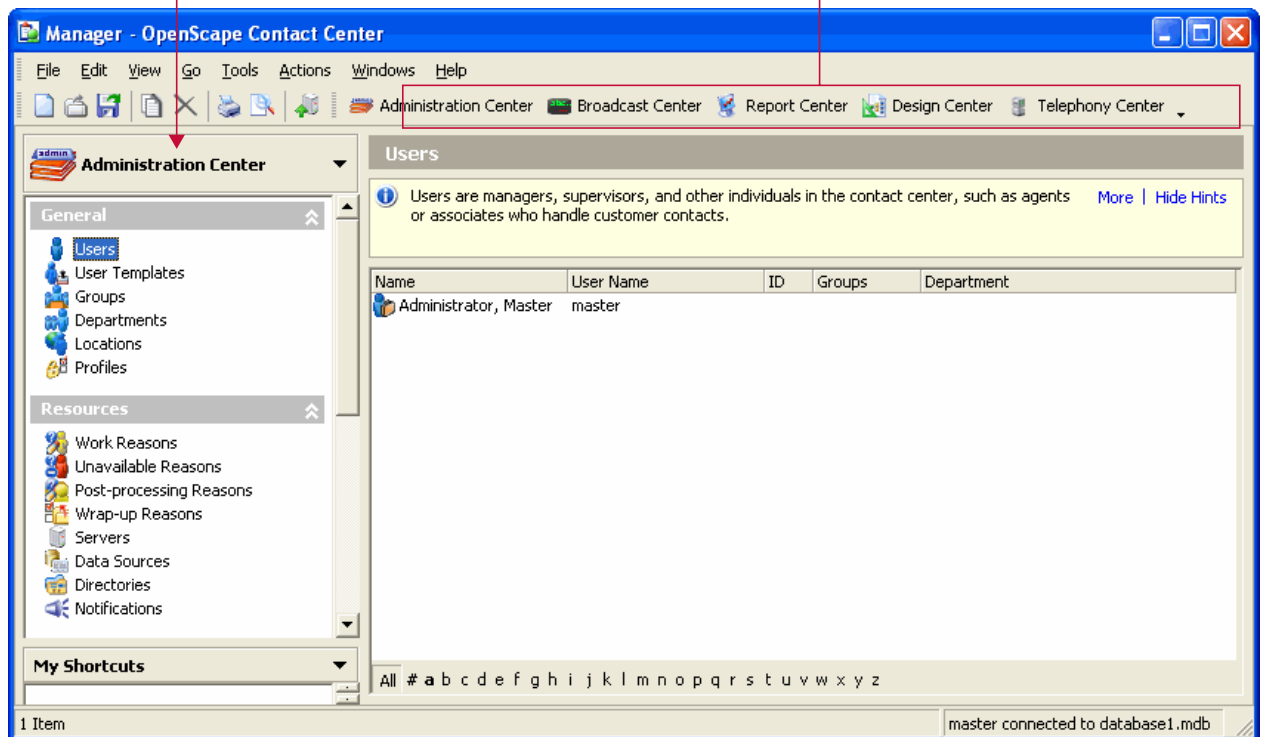 Manager - OpenScape Contact Center
File Edit View Go Tools Actions Windows Help
Administration Center Broadcast Center Report Center Design Center Telephony Center
admin
Administration Center
Users
Users are managers, supervisors, and other individuals in the contact center, such as agents
or associates who handle customer contacts.
More | Hide Hints
General
Users
User Templates
Groups
Departments
Locations
Profiles
Resources
Work Reasons
Unavailable Reasons
Post-processing Reasons
Wrap-up Reasons
Servers
Data Sources
Directories
Notifications
My Shortcuts
Name User Name ID Groups Department
Administrator, Master master
All # a b c d e f g h i j k l m n o p q r s t u v w x y z
1 Item
master connected to database1.mdb